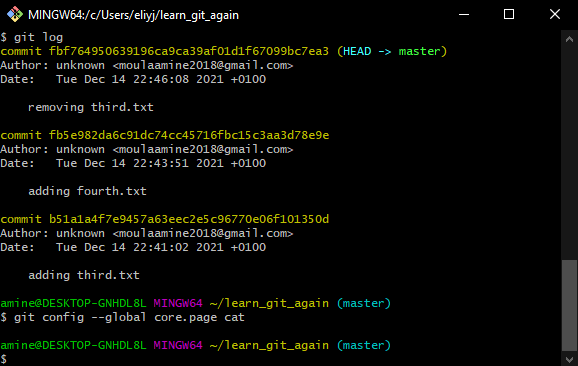 MINGW64:/c/Users/eliyj/learn_git_again
$ git log
commit fbf764950639196ca9ca39af01d1f67099bc7ea3 (HEAD -> master)
Author: unknown <moulaamine2018@gmail.com>
Date:   Tue Dec 14 22:46:08 2021 +0100
    removing third.txt
commit fb5e982da6c91dc74cc45716fbc15c3aa3d78e9e
Author: unknown <moulaamine2018@gmail.com>
Date:   Tue Dec 14 22:43:51 2021 +0100
    adding fourth.txt
commit b51a1a4f7e9457a63eec2e5c96770e06f101350d
Author: unknown <moulaamine2018@gmail.com>
Date:   Tue Dec 14 22:41:02 2021 +0100
    adding third.txt
amine@DESKTOP-GNHDL8L MINGW64 ~/learn_git_again (master)
$ git config --global core.page cat
amine@DESKTOP-GNHDL8L MINGW64 ~/learn_git_again (master)
$